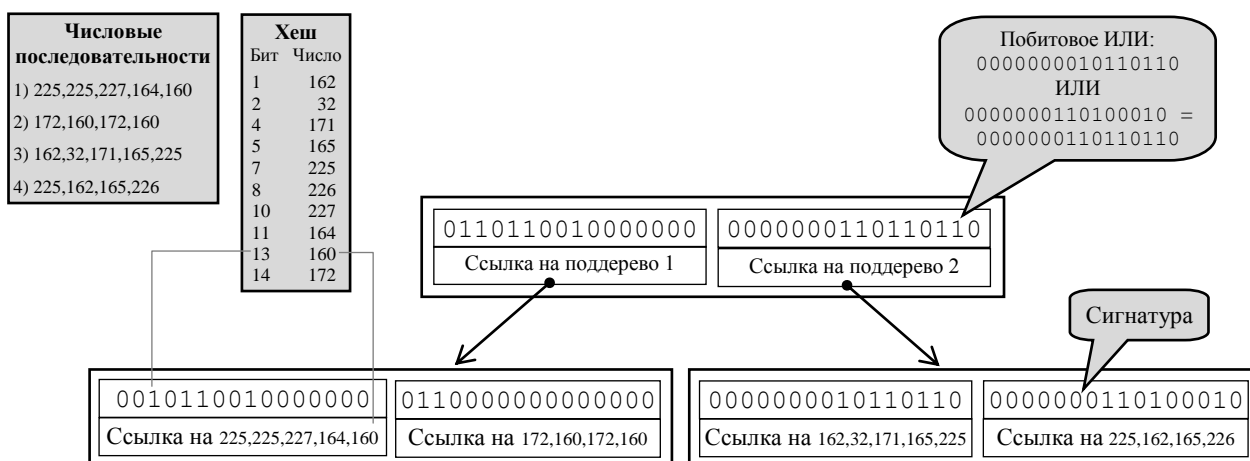 Числовые
последовательности
1) 225,225,227,164,160
2) 172,160,172,160
3) 162,32,171,165,225
4) 225,162,165,226
Хеш
Бит Число
1 162
2 32
4 171
5 165
7 225
8 226
10 227
11 164
13 160
14 172
Побитовое ИЛИ:
0000000010110110
ИЛИ
0000000110100010 =
0000000110110110
0110110010000000 0000000110110110
Ссылка на поддерево 1 Ссылка на поддерево 2
Сигнатура
0010110010000000 0110000000000000 0000000010110110 0000000110100010
Ссылка на 225,225,227,164,160 Ссылка на 172,160,172,160 Ссылка на 162,32,171,165,225 Ссылка на 225,162,165,226